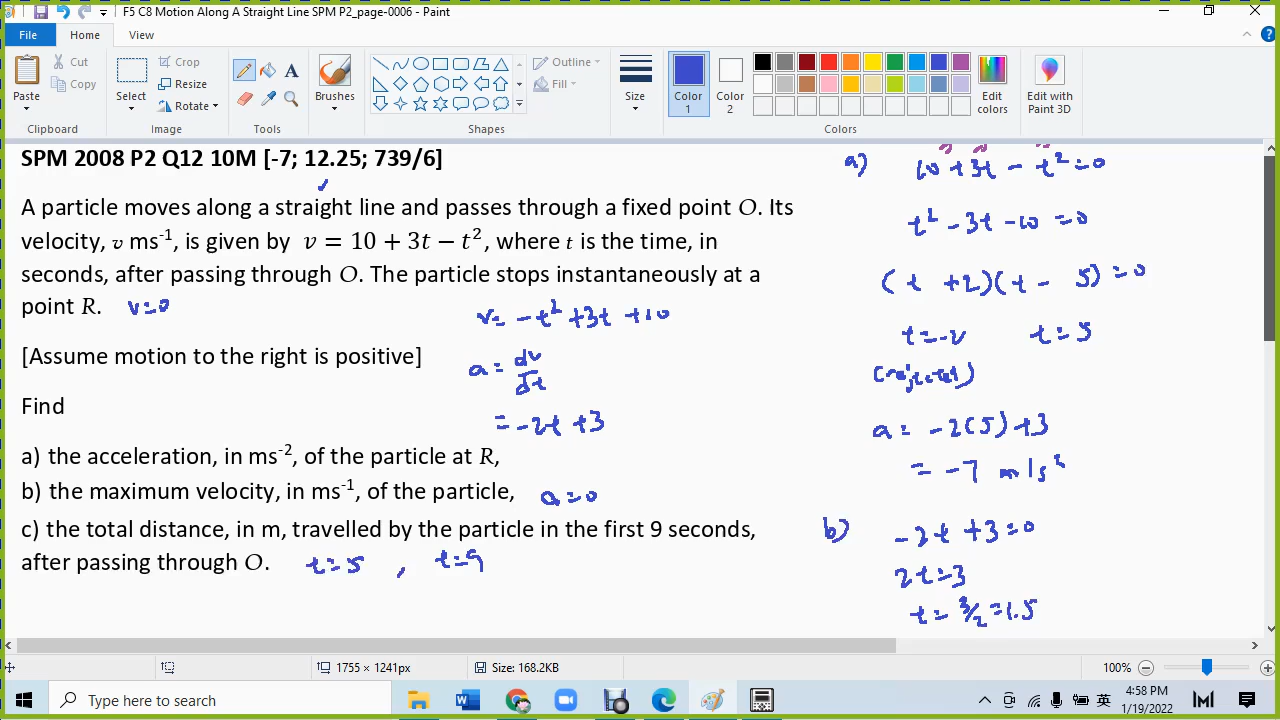 F5 C8 Motion Along A Straight Line SPM P2_page-0006 - Paint
File Home View
Paste Cut Copy Clipboard
Select Crop Resize Rotate Image
Tools
Brushes
Outline Fill Shapes
Size
Color 1 Color 2 Edit colors Colors
Edit with Paint 3D
SPM 2008 P2 Q12 10M [-7; 12.25; 739/6]
A particle moves along a straight line and passes through a fixed point O. Its
velocity, v ms⁻¹, is given by v = 10 + 3t − t², where t is the time, in
seconds, after passing through O. The particle stops instantaneously at a
point R. v=0
[Assume motion to the right is positive]
Find
a) the acceleration, in ms⁻², of the particle at R,
b) the maximum velocity, in ms⁻¹, of the particle, a=0
c) the total distance, in m, travelled by the particle in the first 9 seconds,
after passing through O. t=5 , t=9
v= -t² +3t +10
a = dv/dt
= -2t +3
a) 10 +3t - t² =0
t² -3t -10 =0
(t +2)(t - 5) =0
t=-2 t=5
(rejected)
a= -2(5)+3
= -7 m/s²
b) -2t +3=0
2t=3
t= 3/2 =1.5
1755 × 1241px Size: 168.2KB 100%
Type here to search
英 4:58 PM
1/19/2022